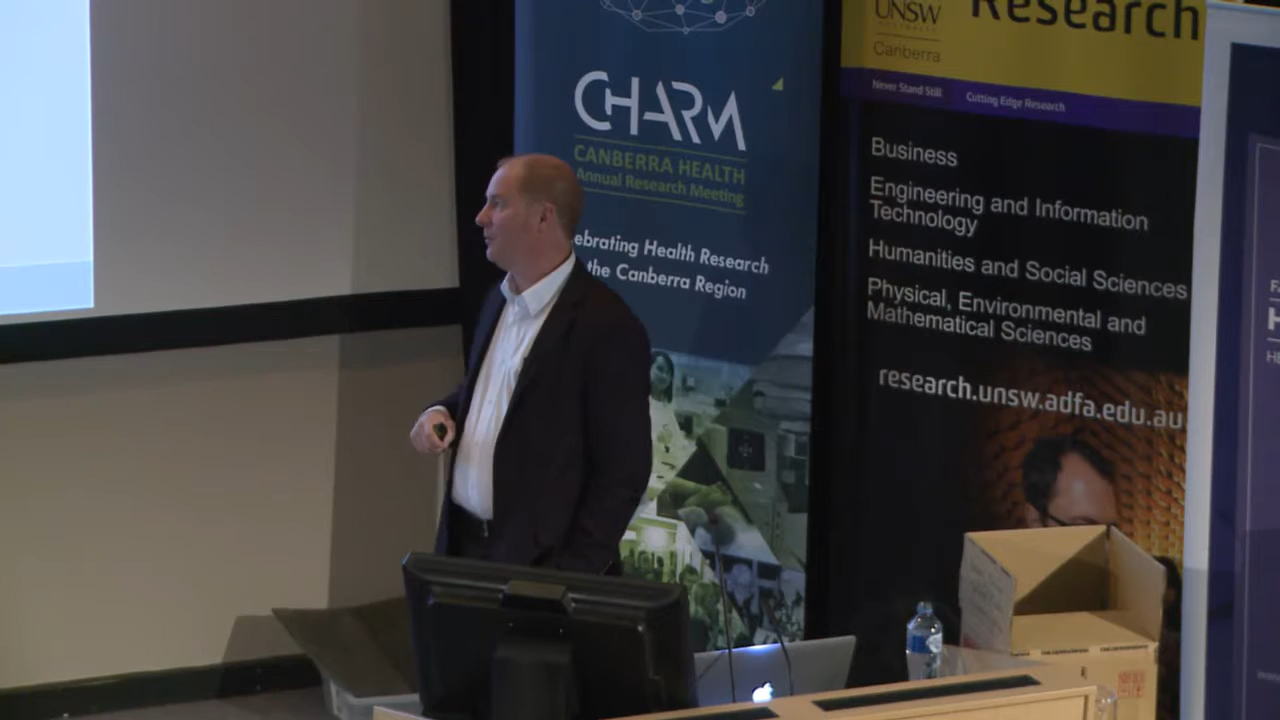 CHARM
CANBERRA HEALTH
Annual Research Meeting
ebrating Health Research
the Canberra Region
UNSW
Canberra
Research
Never Stand Still
Cutting Edge Research
Business
Engineering and Information
Technology
Humanities and Social Sciences
Physical, Environmental and
Mathematical Sciences
research.unsw.adfa.edu.au